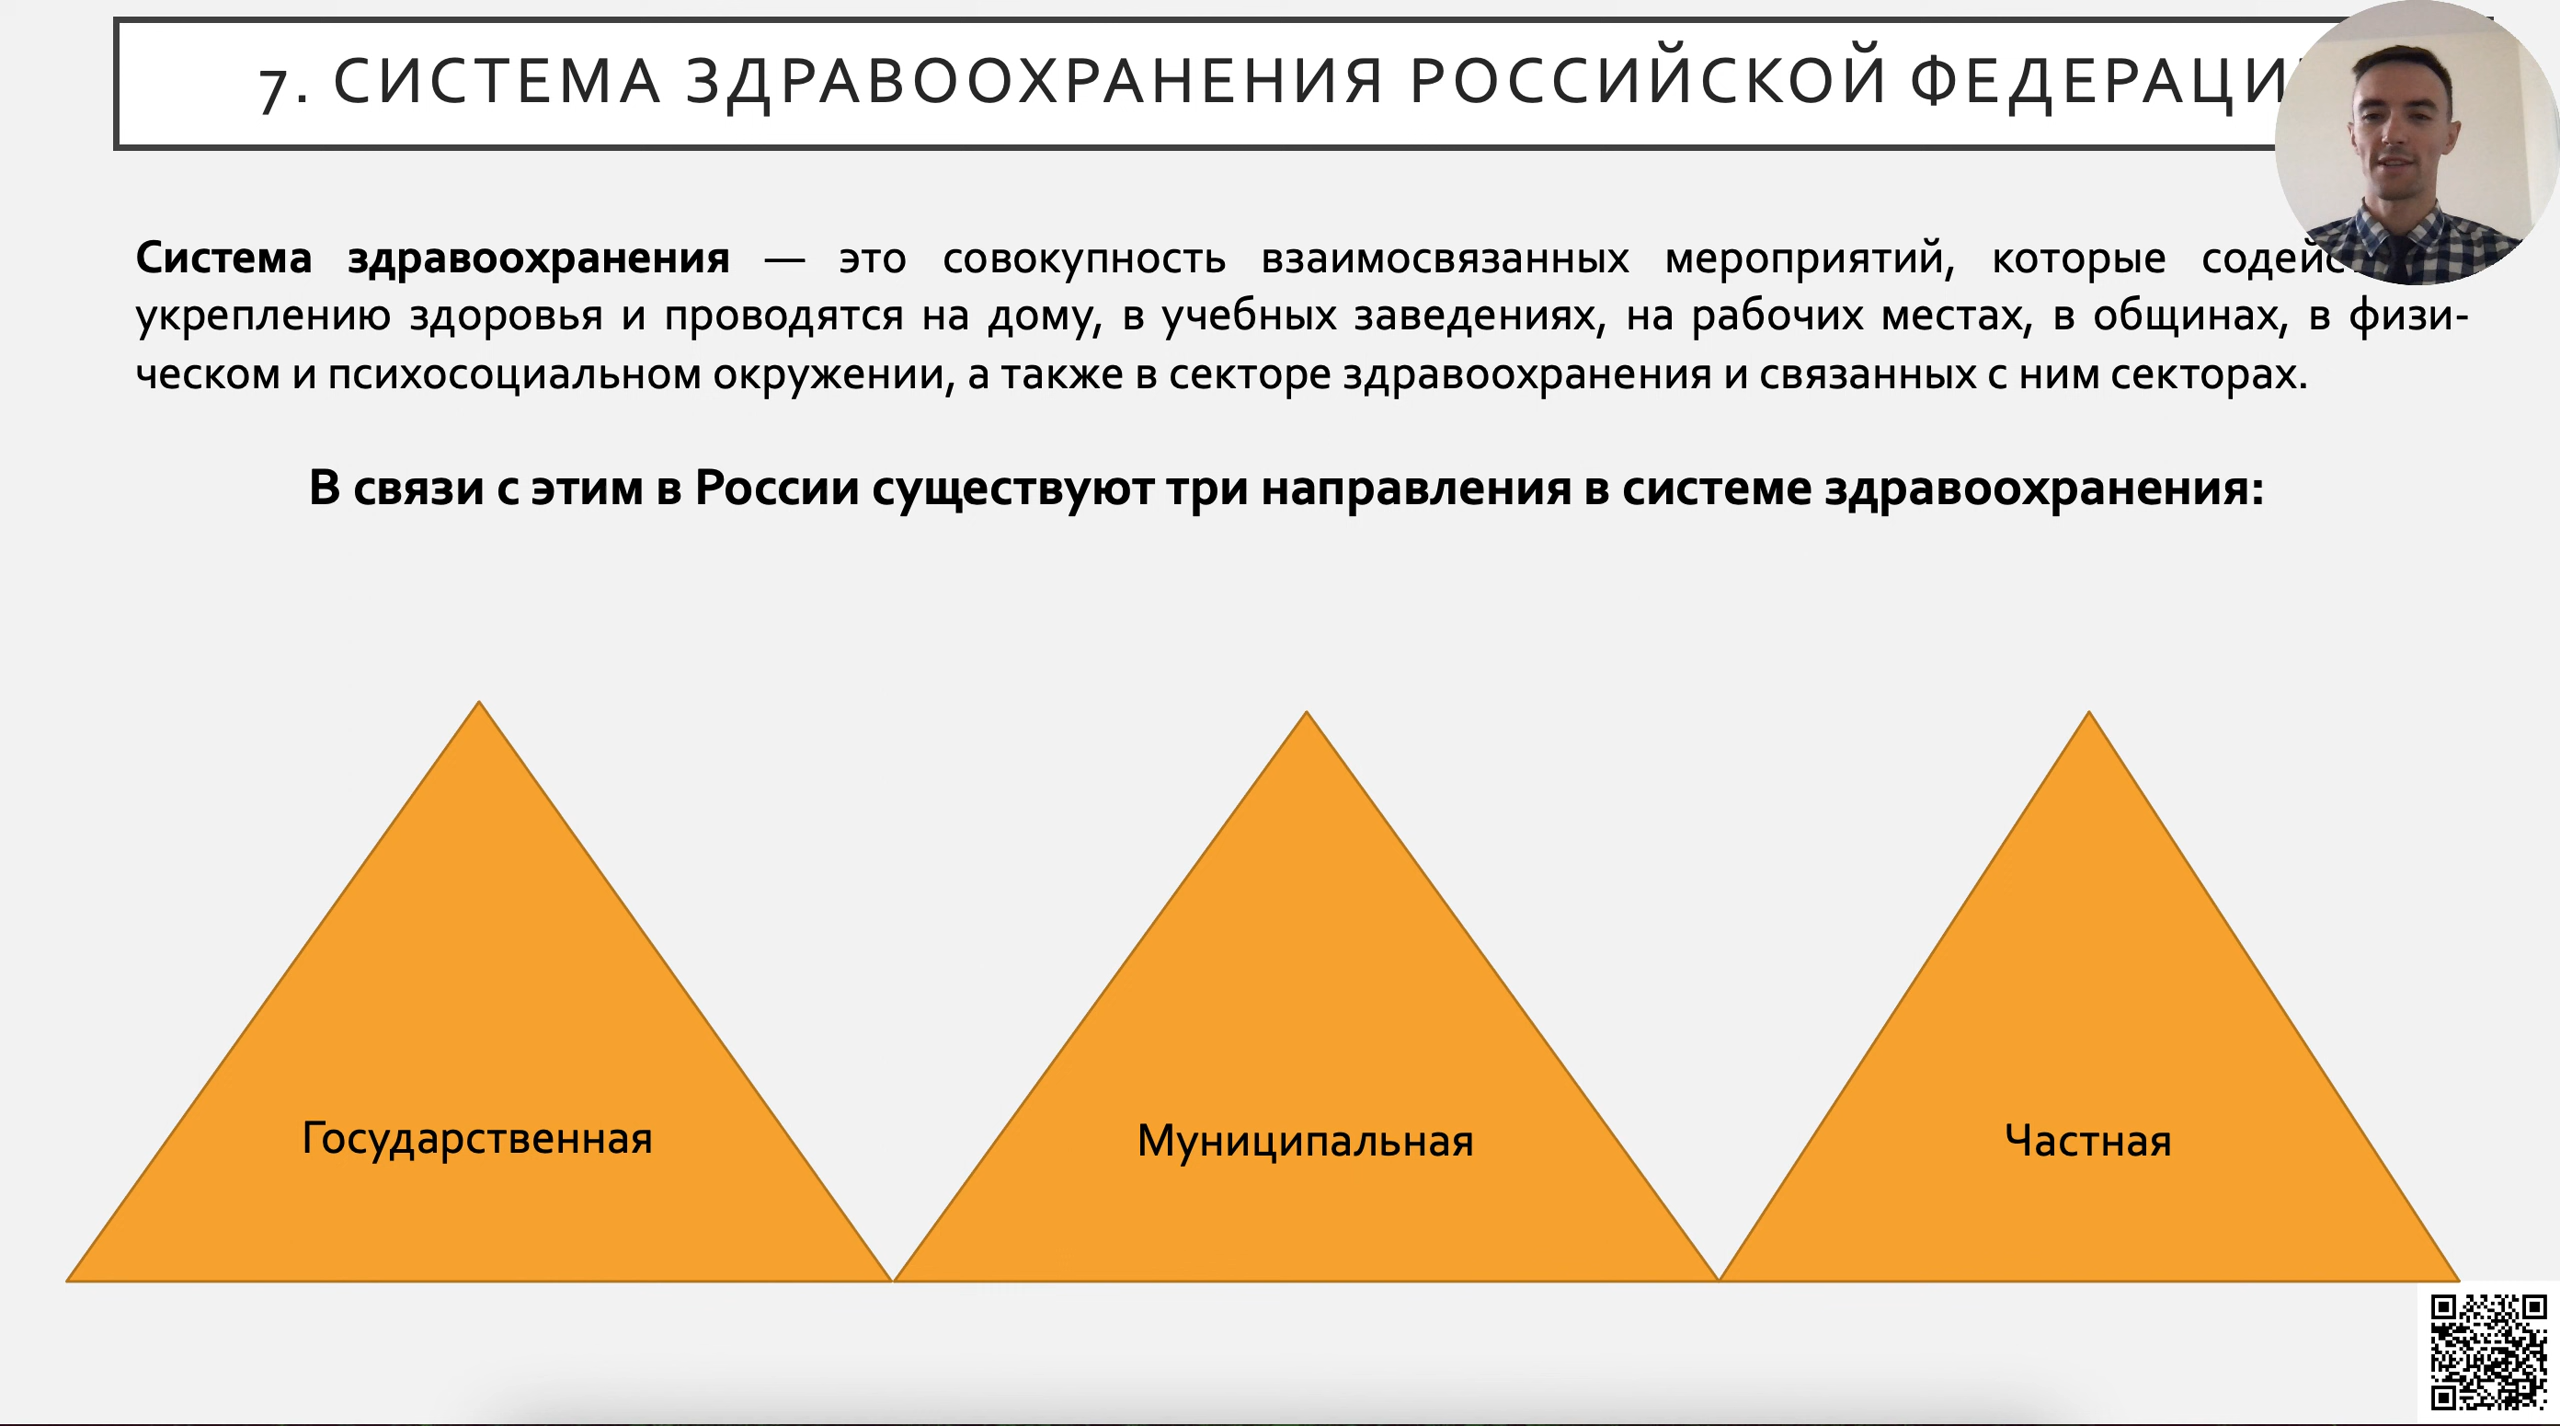 7. СИСТЕМА ЗДРАВООХРАНЕНИЯ РОССИЙСКОЙ
Система здравоохранения — это совокупность взаимосвязанных мероприятий, которые
укреплению здоровья и проводятся на дому, в учебных заведениях, на рабочих местах, в общинах, в физи-
ческом и психосоциальном окружении, а также в секторе здравоохранения и связанных с ним секторах.
В связи с этим в России существуют три направления в системе здравоохранения:
Государственная
Муниципальная
Частная